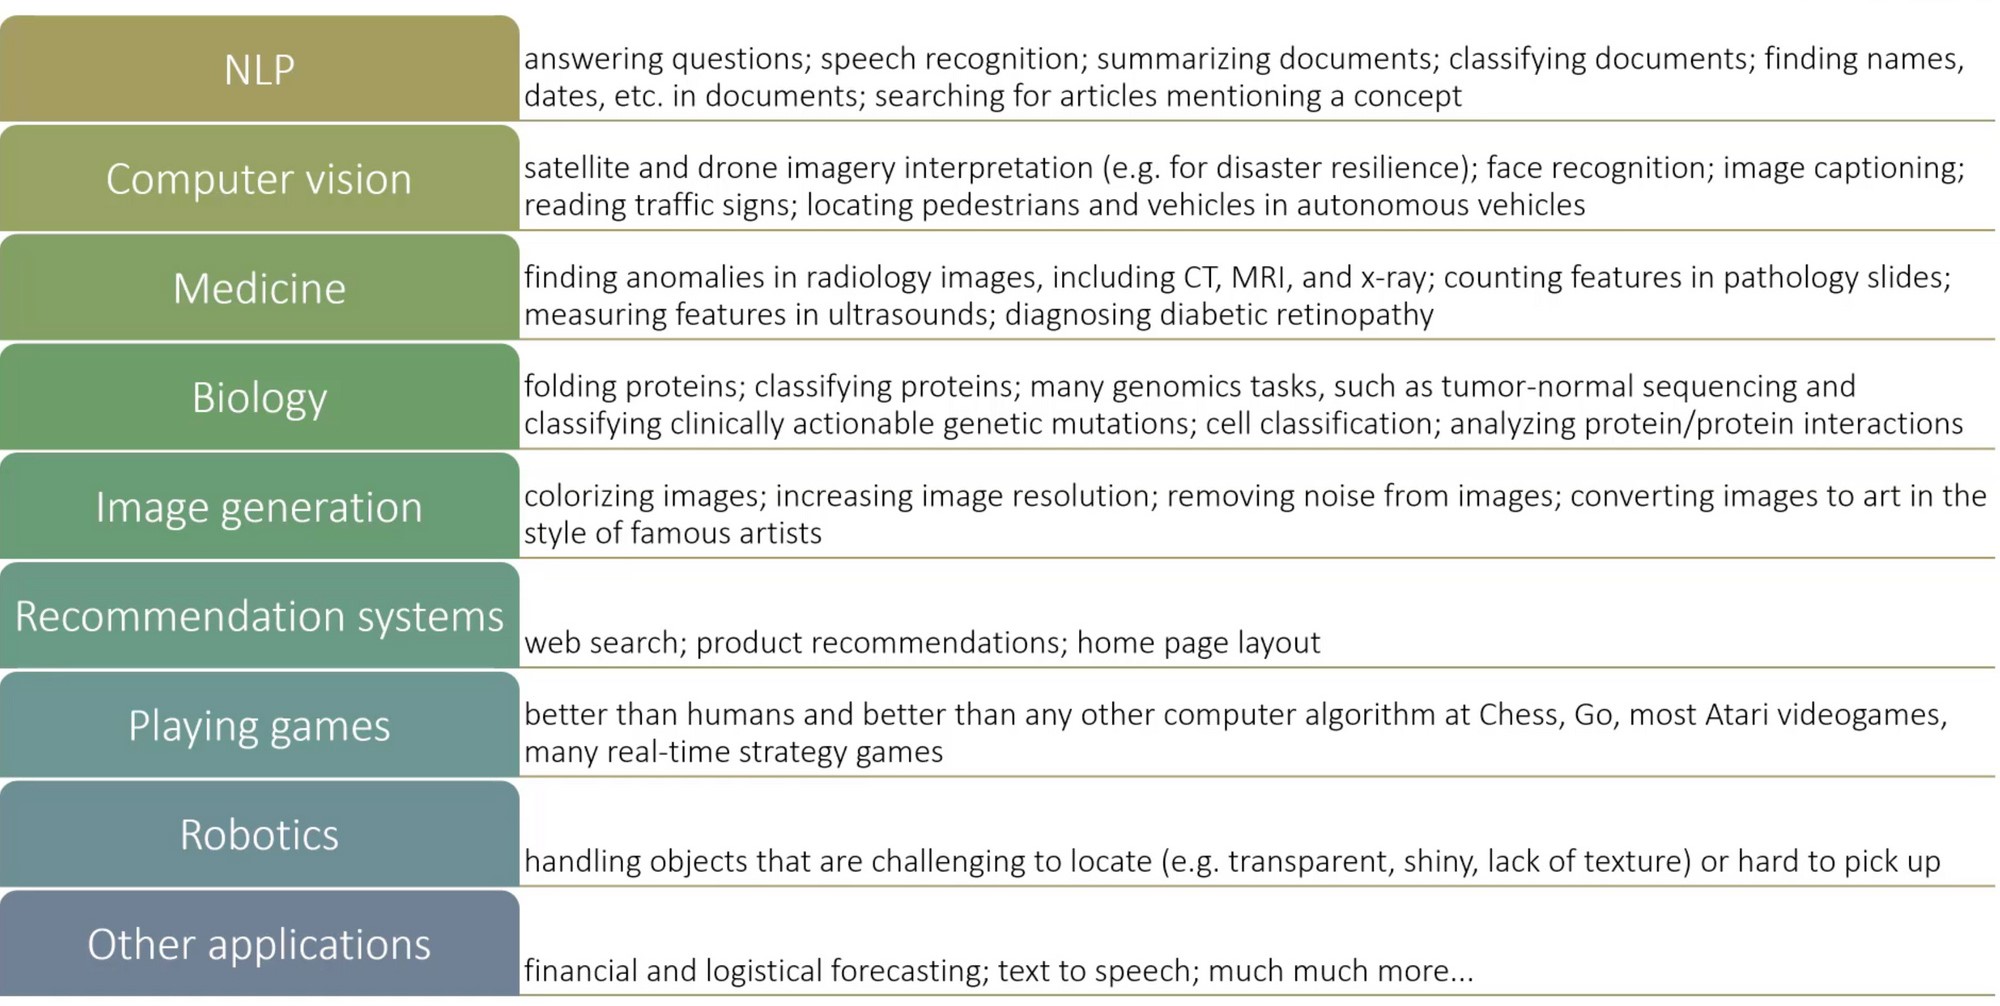 NLP
answering questions; speech recognition; summarizing documents; classifying documents; finding names,
dates, etc. in documents; searching for articles mentioning a concept
Computer vision
satellite and drone imagery interpretation (e.g. for disaster resilience); face recognition; image captioning;
reading traffic signs; locating pedestrians and vehicles in autonomous vehicles
Medicine
finding anomalies in radiology images, including CT, MRI, and x-ray; counting features in pathology slides;
measuring features in ultrasounds; diagnosing diabetic retinopathy
Biology
folding proteins; classifying proteins; many genomics tasks, such as tumor-normal sequencing and
classifying clinically actionable genetic mutations; cell classification; analyzing protein/protein interactions
Image generation
colorizing images; increasing image resolution; removing noise from images; converting images to art in the
style of famous artists
Recommendation systems
web search; product recommendations; home page layout
Playing games
better than humans and better than any other computer algorithm at Chess, Go, most Atari videogames,
many real-time strategy games
Robotics
handling objects that are challenging to locate (e.g. transparent, shiny, lack of texture) or hard to pick up
Other applications
financial and logistical forecasting; text to speech; much much more...